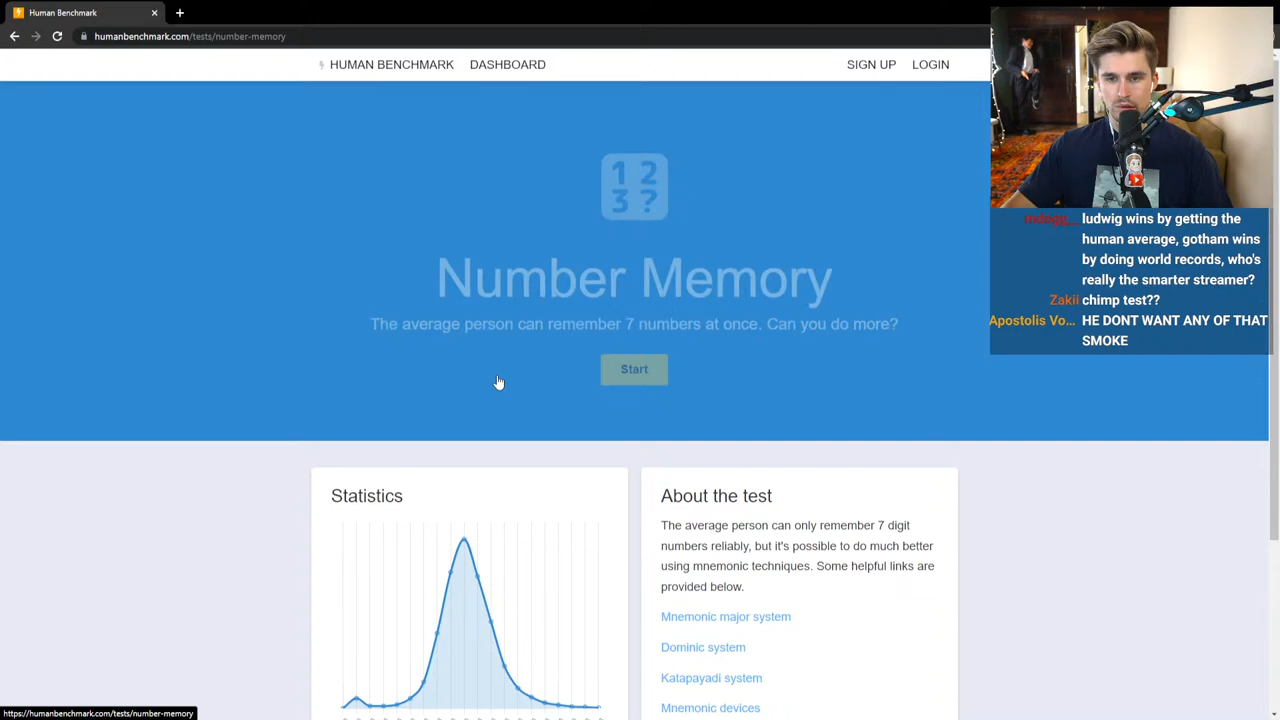 Human Benchmark
humanbenchmark.com/tests/number-memory
HUMAN BENCHMARK DASHBOARD SIGN UP LOGIN
1 2
3 ?
Number Memory
The average person can remember 7 numbers at once. Can you do more?
Start
ludwig wins by getting the
human average, gotham wins
by doing world records, who's
really the smarter streamer?
Zakii chimp test??
Apostolis Vo... HE DONT WANT ANY OF THAT
SMOKE
Statistics
About the test
The average person can only remember 7 digit
numbers reliably, but it's possible to do much better
using mnemonic techniques. Some helpful links are
provided below.
Mnemonic major system
Dominic system
Katapayadi system
Mnemonic devices
https://humanbenchmark.com/tests/number-memory